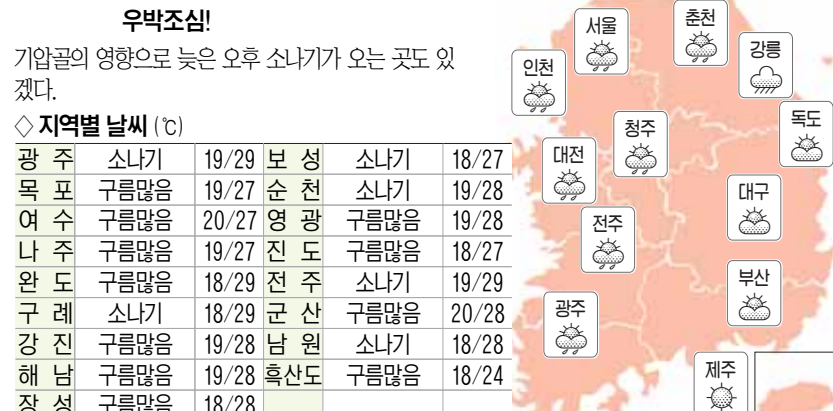 우박조심!
기압골의 영향으로 늦은 오후 소나기가 오는 곳도 있
겠다.
◇ 지역별 날씨 (℃)
광 주 소나기 19/29 보 성 소나기 18/27
목 포 구름많음 19/27 순 천 소나기 19/28
여 수 구름많음 20/27 영 광 구름많음 19/28
나 주 구름많음 19/27 진 도 구름많음 18/27
완 도 구름많음 18/29 전 주 소나기 19/29
구 례 소나기 18/29 군 산 구름많음 20/28
강 진 구름많음 19/28 남 원 소나기 18/28
해 남 구름많음 19/28 흑산도 구름많음 18/24
장 성 구름많음 18/28
서울
춘천
강릉
인천
독도
청주
대전
대구
전주
부산
광주
제주